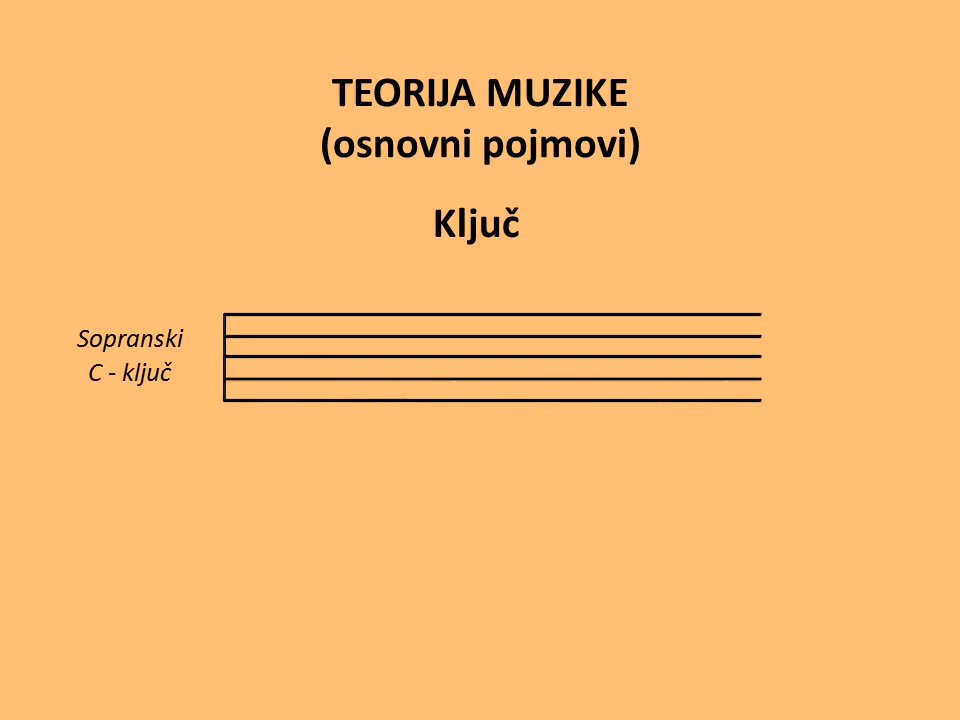 TEORIJA MUZIKE
(osnovni pojmovi)
Ključ
Sopranski
C - ključ